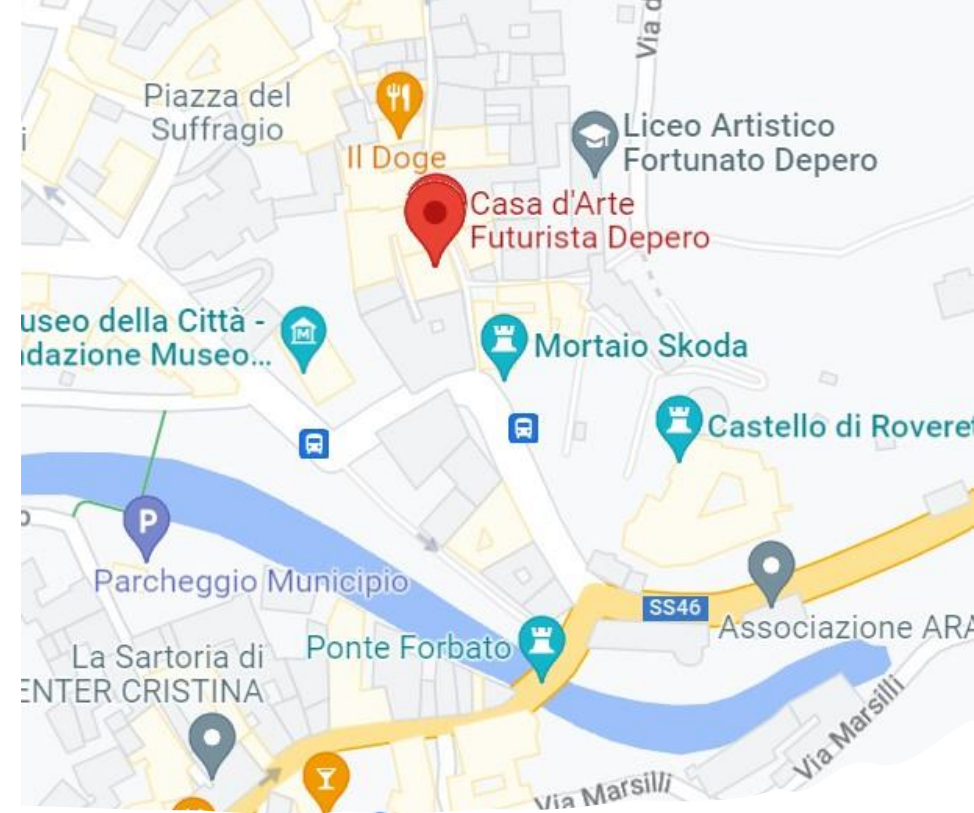 Via d
Piazza del
Suffragio
i
Il Doge
Liceo Artistico
Fortunato Depero
Casa d'Arte
Futurista Depero
useo della Città -
ndazione Museo...
M
Mortaio Skoda
Castello di Roveret
P
Parcheggio Municipio
SS46
Associazione ARA
Ponte Forbato
La Sartoria di
ENTER CRISTINA
Via Marsilli
Via Marsilli